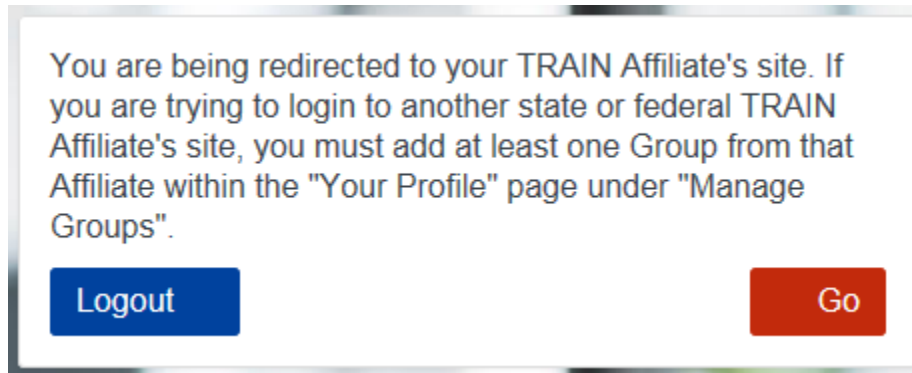 You are being redirected to your TRAIN Affiliate's site. If
you are trying to login to another state or federal TRAIN
Affiliate's site, you must add at least one Group from that
Affiliate within the "Your Profile" page under "Manage
Groups".
Logout
Go